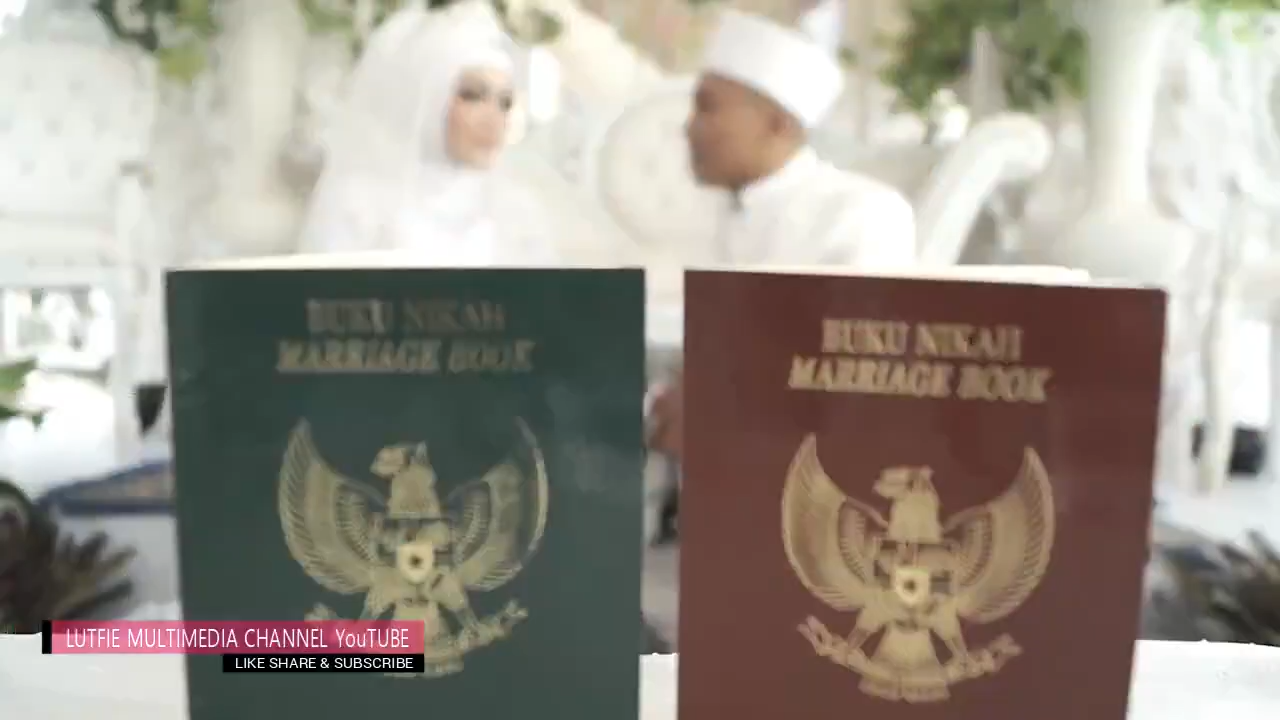 BUKU NIKAH
MARRIAGE BOOK
BUKU NIKAH
MARRIAGE BOOK
LUTFIE MULTIMEDIA CHANNEL YouTUBE
LIKE SHARE & SUBSCRIBE